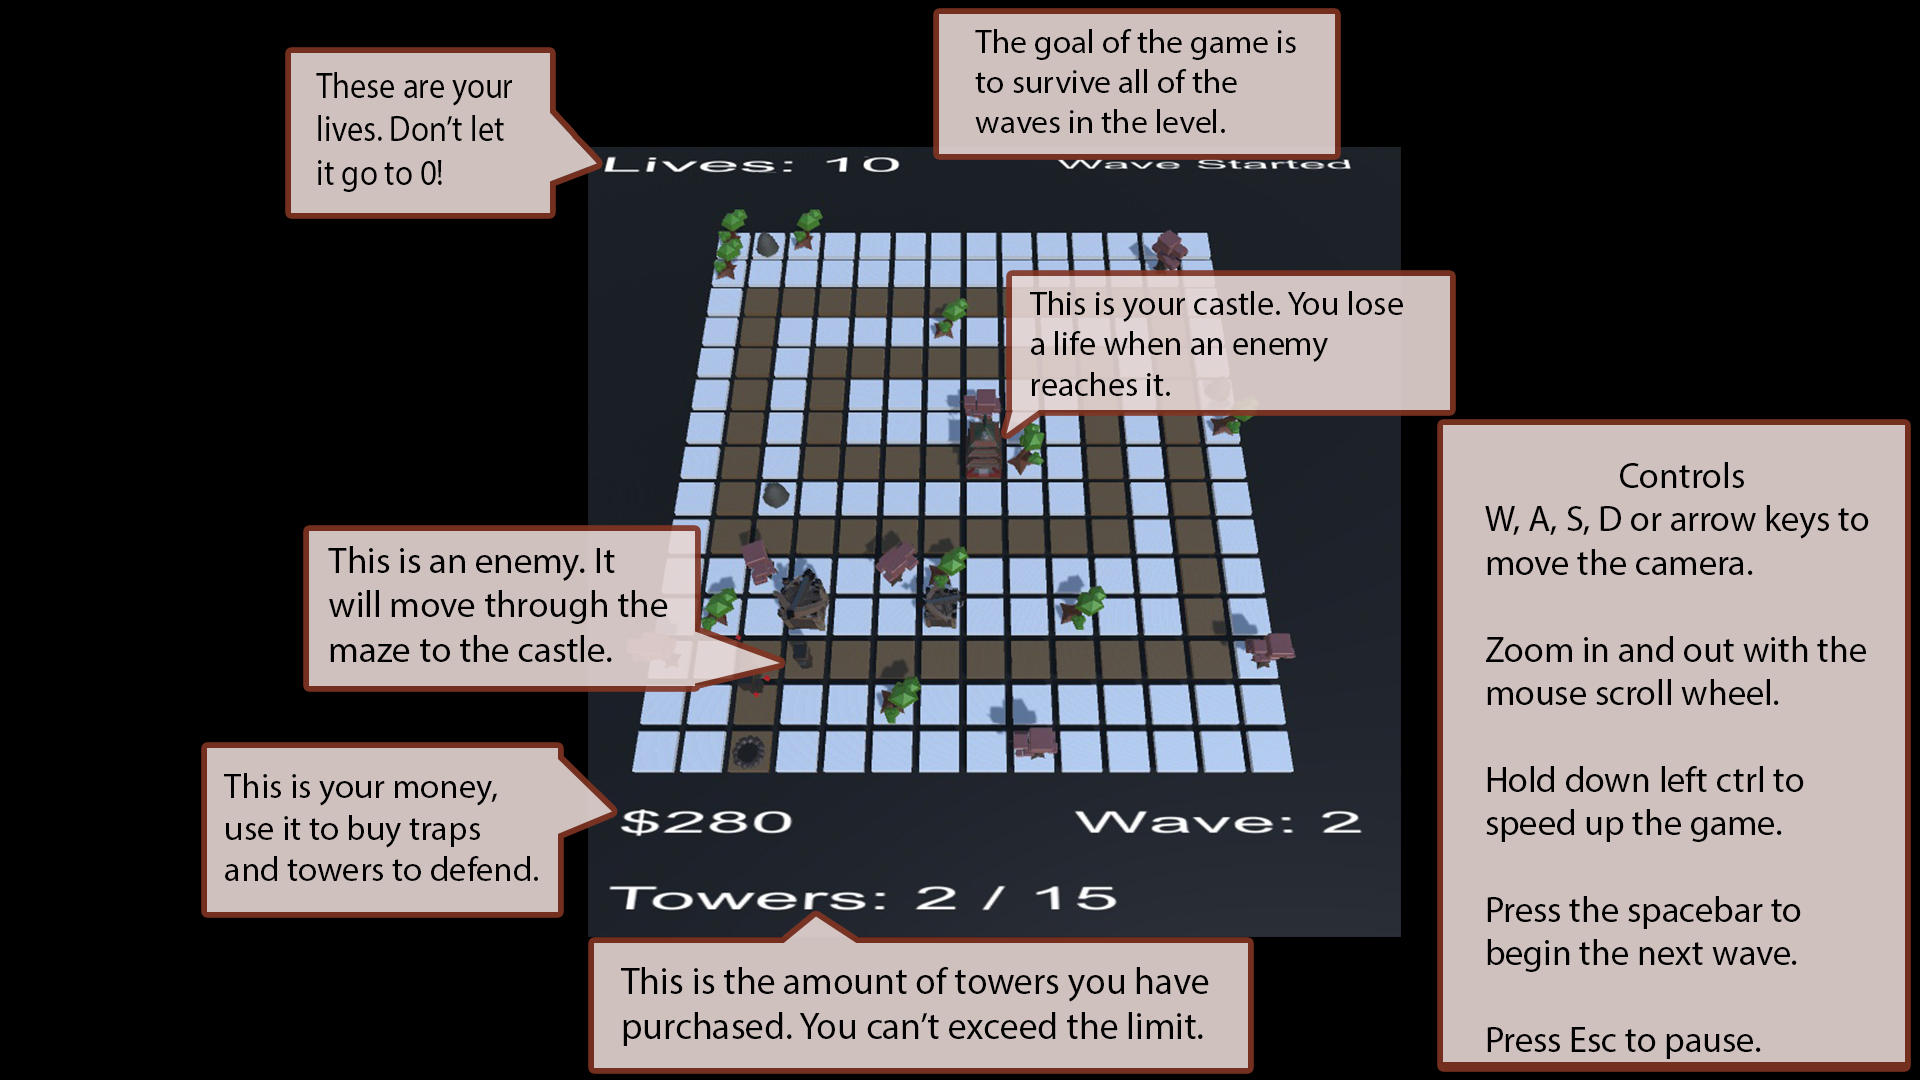 The goal of the game is
to survive all of the
waves in the level.
These are your
lives. Don't let
it go to 0!
Lives: 10
Wave Started
This is your castle. You lose
a life when an enemy
reaches it.
This is an enemy. It
will move through the
maze to the castle.
This is your money,
use it to buy traps
and towers to defend.
$280
Wave: 2
Towers: 2 / 15
This is the amount of towers you have
purchased. You can't exceed the limit.
Controls
W, A, S, D or arrow keys to
move the camera.
Zoom in and out with the
mouse scroll wheel.
Hold down left ctrl to
speed up the game.
Press the spacebar to
begin the next wave.
Press Esc to pause.